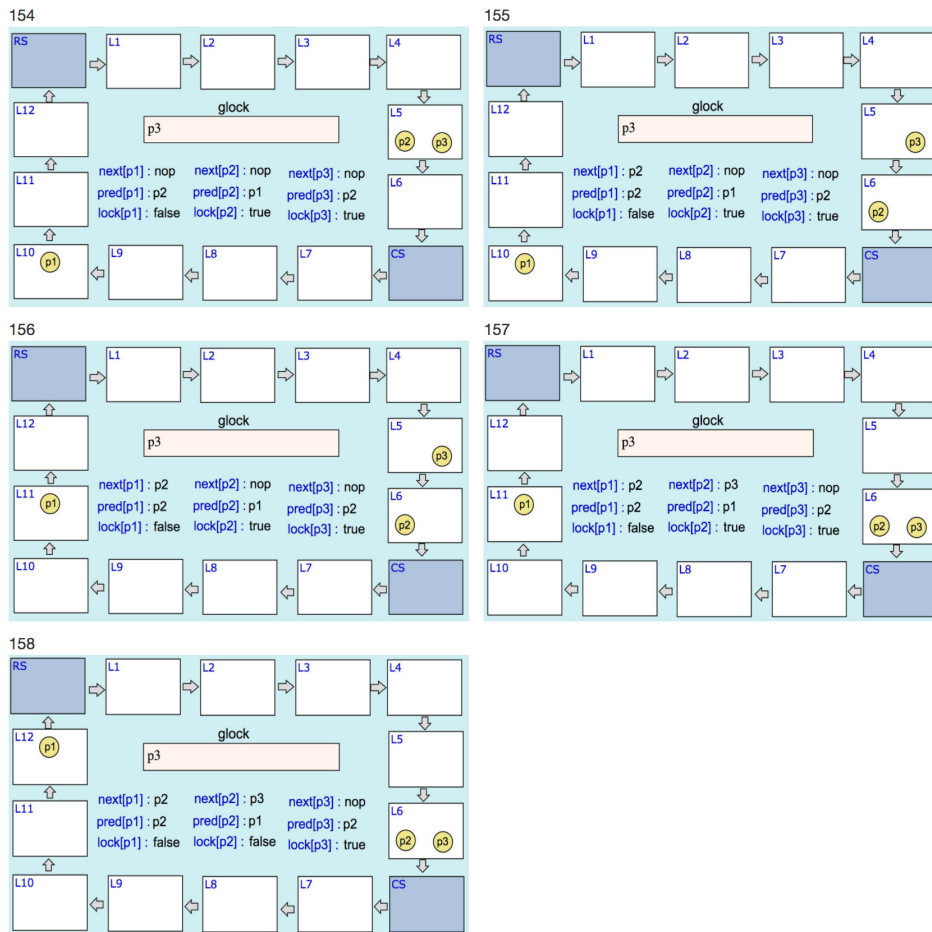 154
RS L1 L2 L3 L4
glock
L12 p3 L5
p2 p3
next[p1] : nop next[p2] : nop next[p3] : nop
L11 pred[p1] : p2 pred[p2] : p1 pred[p3] : p2 L6
lock[p1] : false lock[p2] : true lock[p3] : true
L10 L9 L8 L7 CS
p1
155
RS L1 L2 L3 L4
glock
L12 p3 L5
p3
next[p1] : p2 next[p2] : nop next[p3] : nop
L11 pred[p1] : p2 pred[p2] : p1 pred[p3] : p2 L6
lock[p1] : false lock[p2] : true lock[p3] : true
p2
L10 L9 L8 L7 CS
p1
156
RS L1 L2 L3 L4
glock
L12 p3 L5
p3
next[p1] : p2 next[p2] : nop next[p3] : nop
L11 pred[p1] : p2 pred[p2] : p1 pred[p3] : p2 L6
p1
lock[p1] : false lock[p2] : true lock[p3] : true
p2
L10 L9 L8 L7 CS
157
RS L1 L2 L3 L4
glock
L12 p3 L5
next[p1] : p2 next[p2] : p3 next[p3] : nop
L11 pred[p1] : p2 pred[p2] : p1 pred[p3] : p2 L6
p1
lock[p1] : false lock[p2] : true lock[p3] : true
p2 p3
L10 L9 L8 L7 CS
158
RS L1 L2 L3 L4
glock
L12 p3 L5
p1
next[p1] : p2 next[p2] : p3 next[p3] : nop
L11 pred[p1] : p2 pred[p2] : p1 pred[p3] : p2 L6
lock[p1] : false lock[p2] : false lock[p3] : true
p2 p3
L10 L9 L8 L7 CS